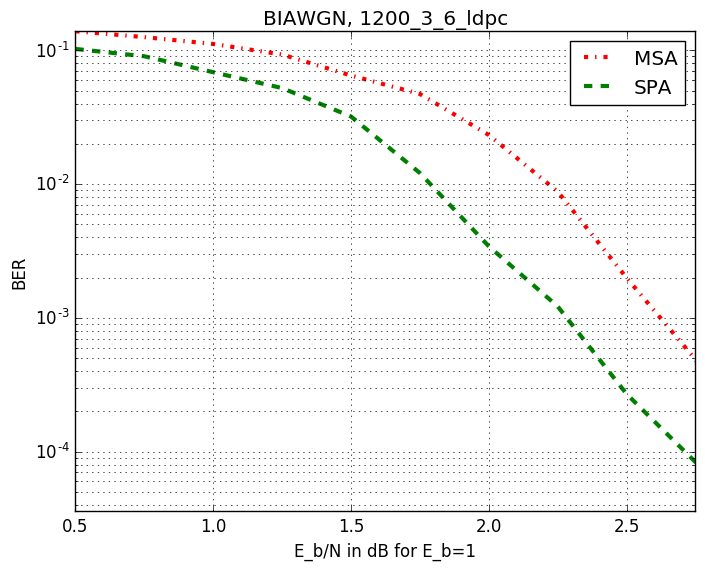 BIAWGN, 1200_3_6_ldpc
MSA
SPA
10^-1
10^-2
10^-3
10^-4
BER
0.5 1.0 1.5 2.0 2.5
E_b/N in dB for E_b=1